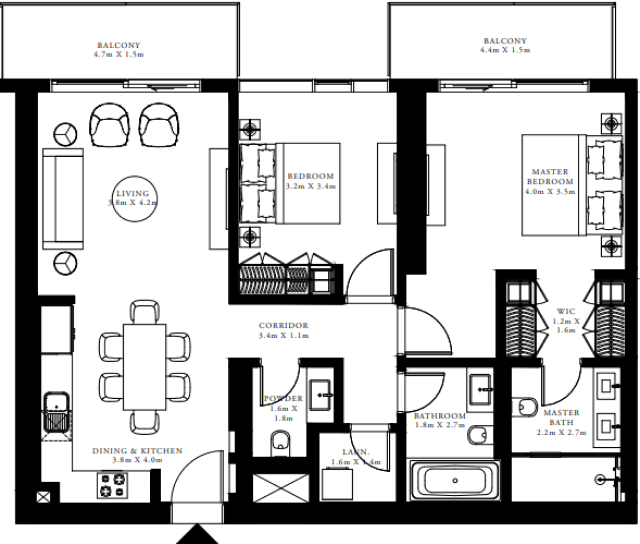 BALCONY
4.7m X 1.5m
BALCONY
4.4m X 1.5m
LIVING
3.8m X 4.2m
BEDROOM
3.2m X 3.4m
MASTER
BEDROOM
4.0m X 3.5m
WIC
1.2m X
1.6m
CORRIDOR
3.4m X 1.1m
POWDER
1.6m X
1.8m
BATHROOM
1.8m X 2.7m
MASTER
BATH
2.2m X 2.7m
DINING & KITCHEN
3.8m X 4.0m
LAUN.
1.6m X 1.4m